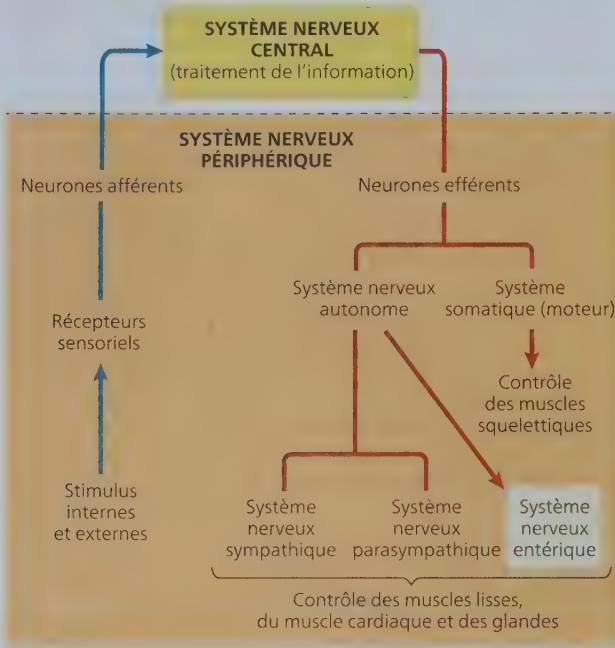 SYSTÈME NERVEUX
CENTRAL
(traitement de l'information)
SYSTÈME NERVEUX
PÉRIPHÉRIQUE
Neurones afférents
Neurones efférents
Récepteurs
sensoriels
Stimulus
internes
et externes
Système nerveux
autonome
Système
somatique (moteur)
Contrôle
des muscles
squelettiques
Système
nerveux
sympathique
Système
nerveux
parasympathique
Système
nerveux
entérique
Contrôle des muscles lisses,
du muscle cardiaque et des glandes